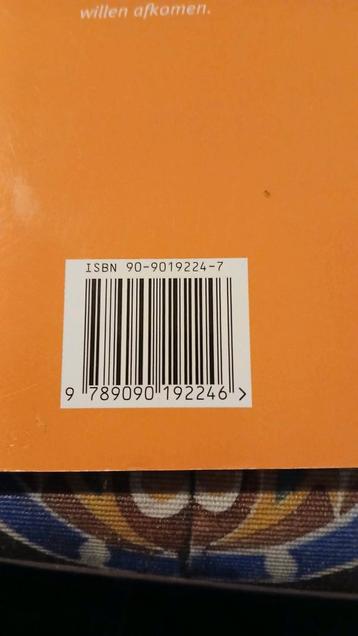 willen afkomen.
ISBN 90-9019224-7
9 789090 192246 >